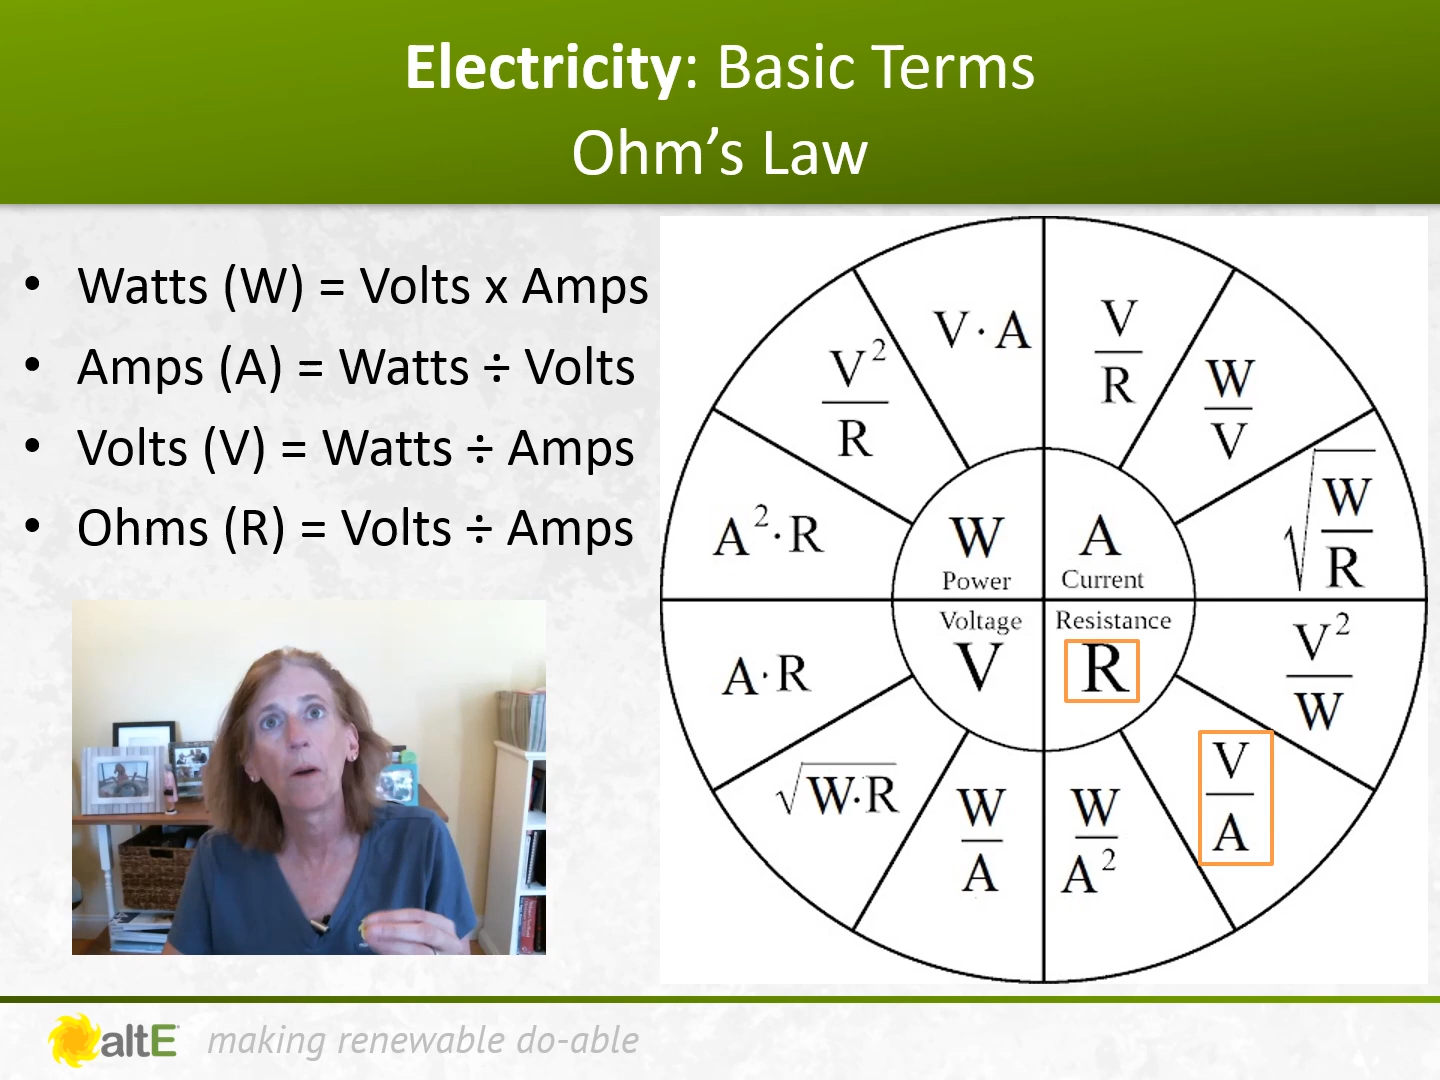 Electricity: Basic Terms
Ohm’s Law
• Watts (W) = Volts x Amps
• Amps (A) = Watts ÷ Volts
• Volts (V) = Watts ÷ Amps
• Ohms (R) = Volts ÷ Amps
V · A
V
R
W
V
√W
R
V²
W
V
A
W
A²
W
A
√W·R
A·R
A²·R
V²
R
W
Power
A
Current
Voltage
V
Resistance
R
altE making renewable do-able